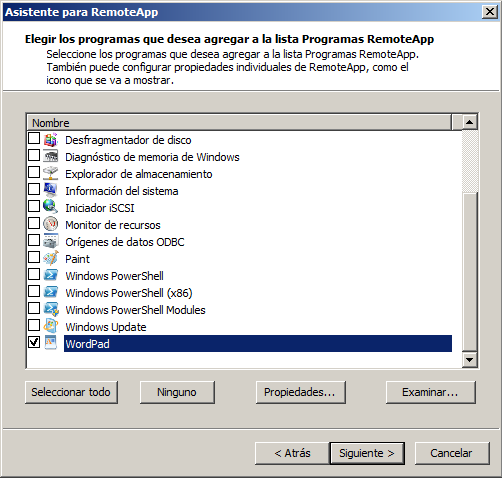 Asistente para RemoteApp
Elegir los programas que desea agregar a la lista Programas RemoteApp
Seleccione los programas que desea agregar a la lista Programas RemoteApp.
También puede configurar propiedades individuales de RemoteApp, como el
icono que se va a mostrar.
Nombre
Desfragmentador de disco
Diagnóstico de memoria de Windows
Explorador de almacenamiento
Información del sistema
Iniciador iSCSI
Monitor de recursos
Orígenes de datos ODBC
Paint
Windows PowerShell
Windows PowerShell (x86)
Windows PowerShell Modules
Windows Update
WordPad
Seleccionar todo Ninguno Propiedades... Examinar...
< Atrás Siguiente > Cancelar